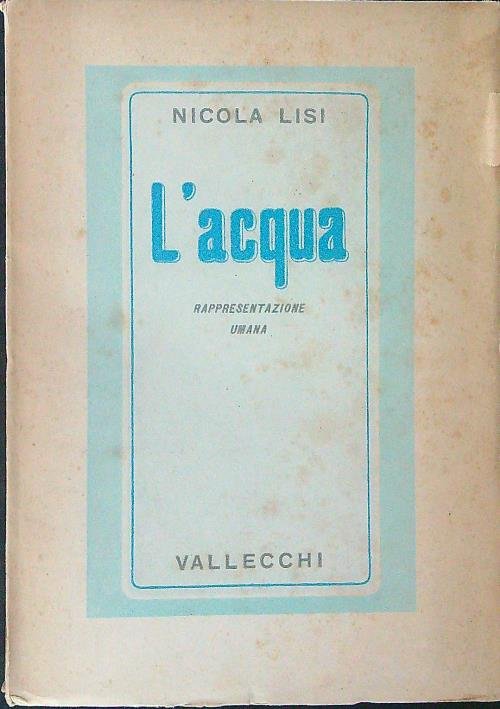 NICOLA LISI
L'acqua
RAPPRESENTAZIONE
UMANA
VALLECCHI